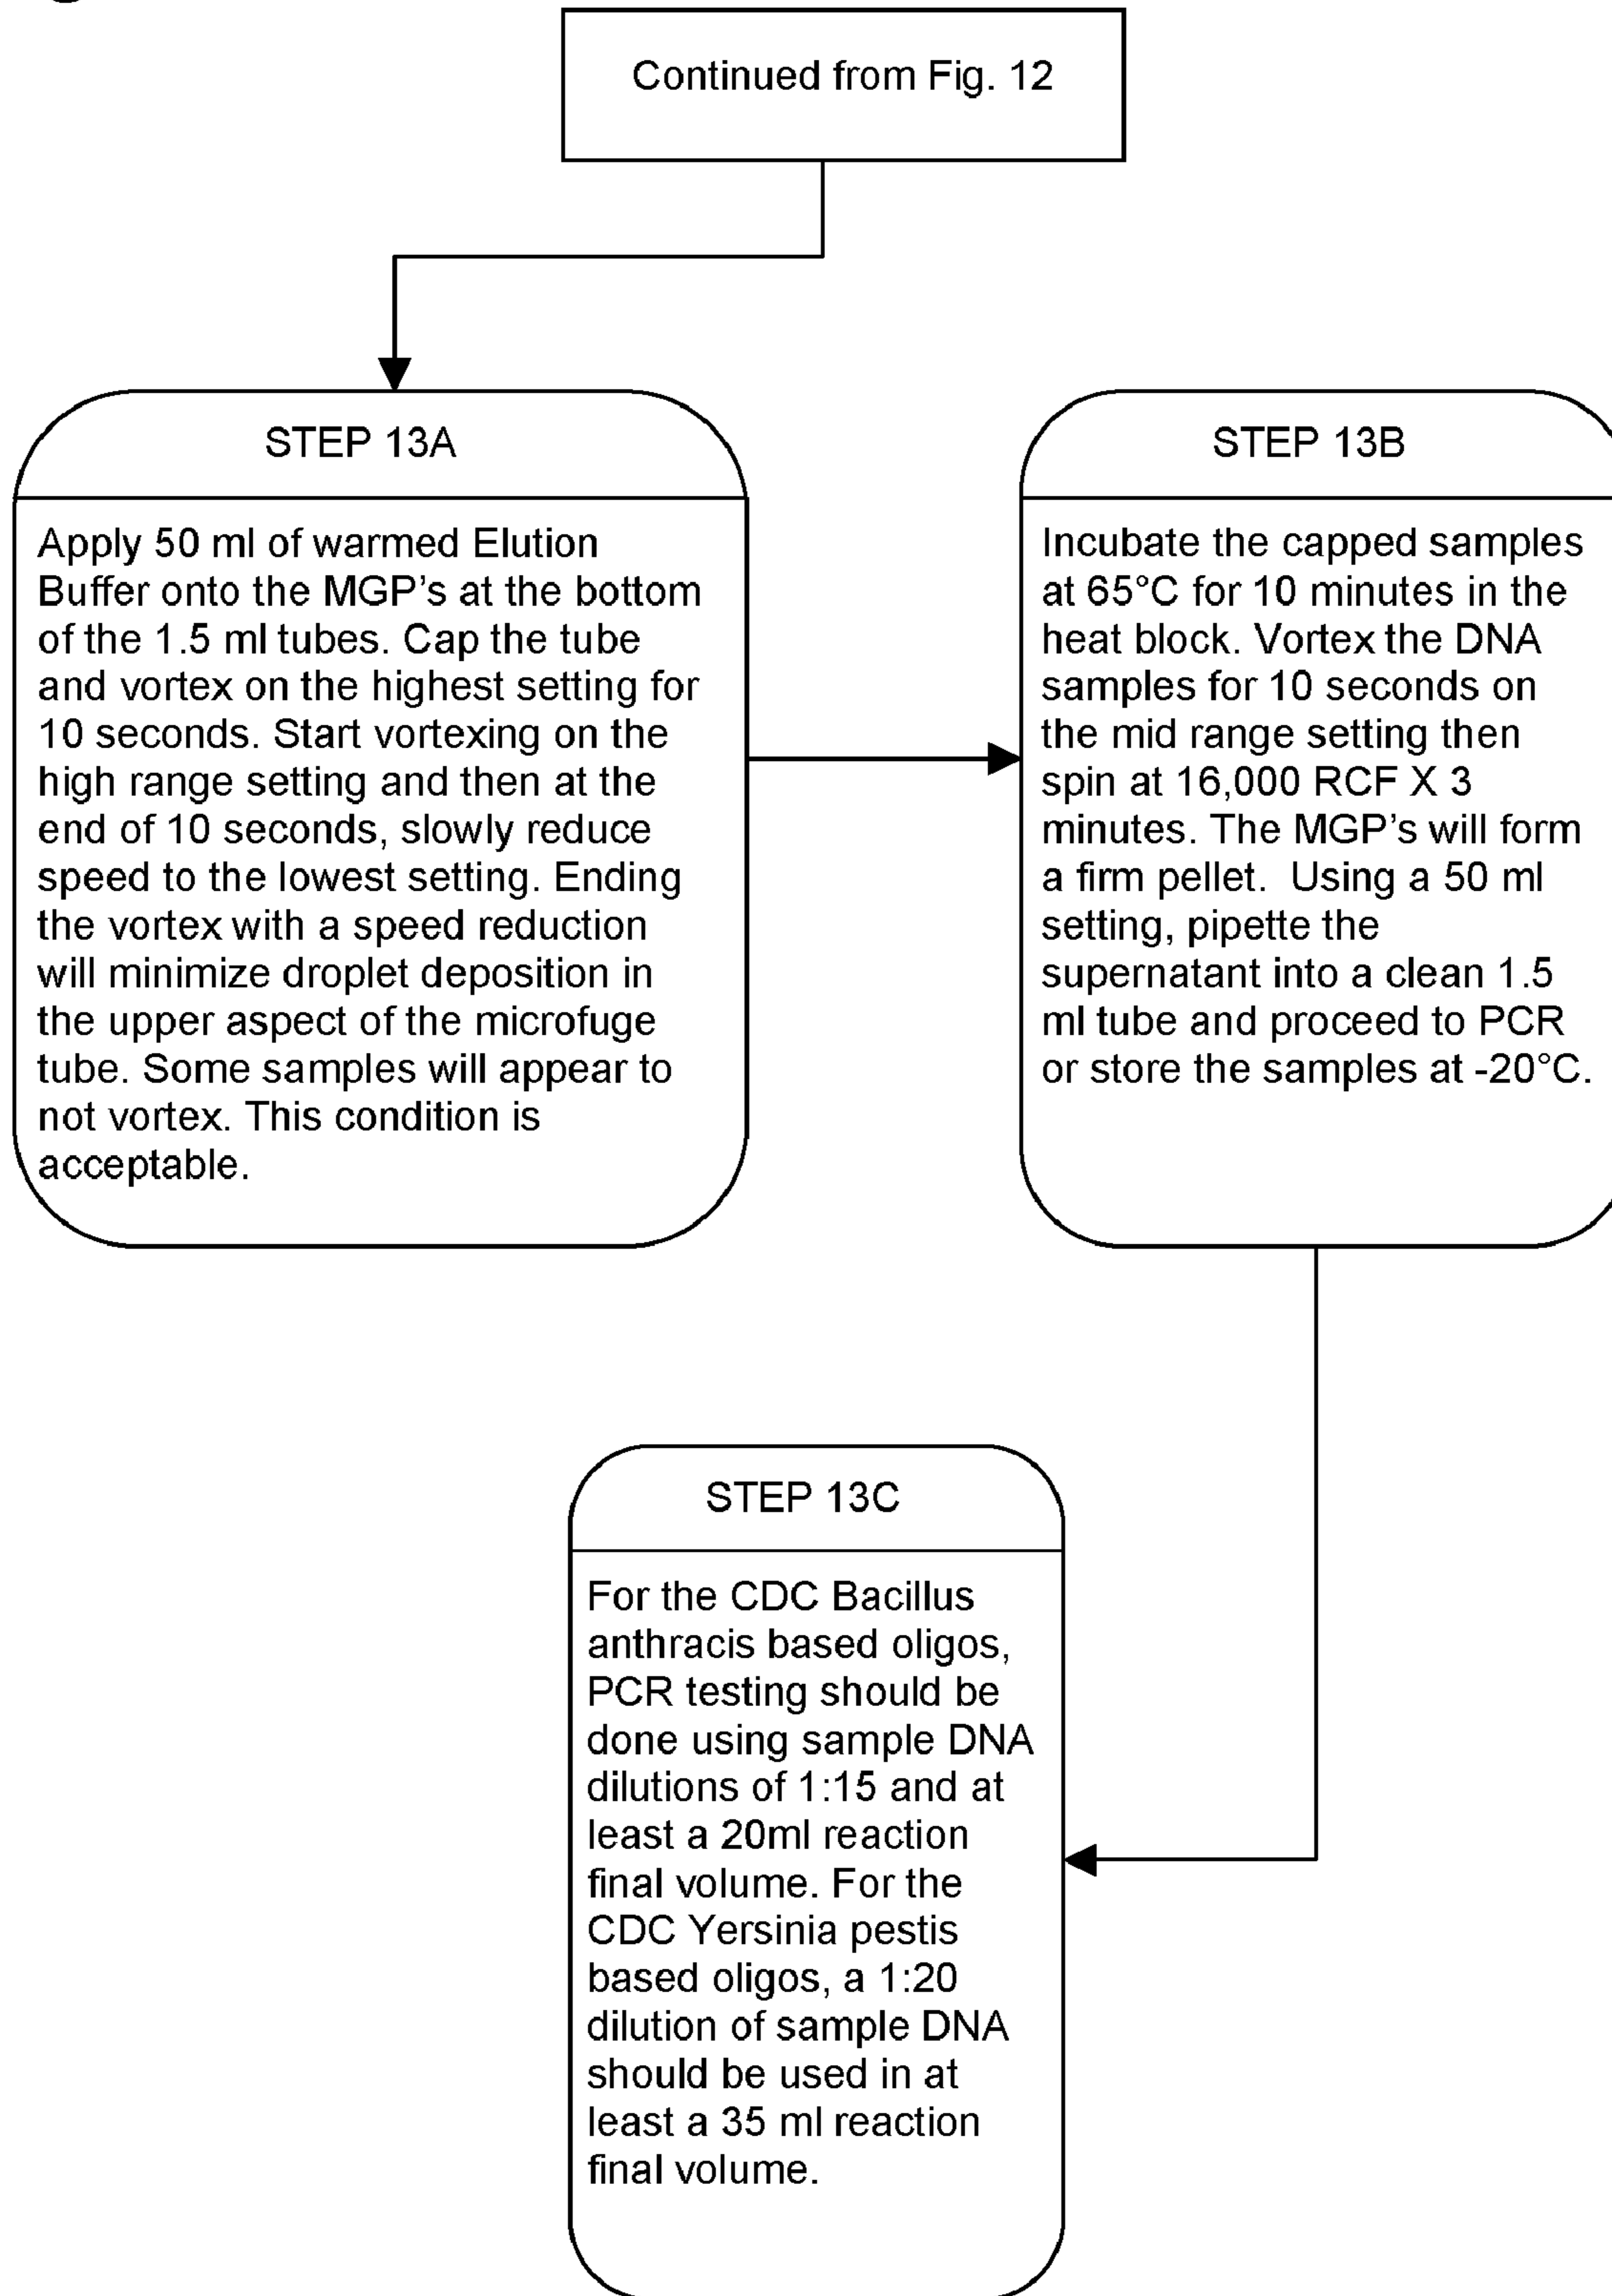 Continued from Fig. 12
STEP 13A
Apply 50 ml of warmed Elution
Buffer onto the MGP's at the bottom
of the 1.5 ml tubes. Cap the tube
and vortex on the highest setting for
10 seconds. Start vortexing on the
high range setting and then at the
end of 10 seconds, slowly reduce
speed to the lowest setting. Ending
the vortex with a speed reduction
will minimize droplet deposition in
the upper aspect of the microfuge
tube. Some samples will appear to
not vortex. This condition is
acceptable.
STEP 13B
Incubate the capped samples
at 65°C for 10 minutes in the
heat block. Vortex the DNA
samples for 10 seconds on
the mid range setting then
spin at 16,000 RCF X 3
minutes. The MGP's will form
a firm pellet.  Using a 50 ml
setting, pipette the
supernatant into a clean 1.5
ml tube and proceed to PCR
or store the samples at -20°C.
STEP 13C
For the CDC Bacillus
anthracis based oligos,
PCR testing should be
done using sample DNA
dilutions of 1:15 and at
least a 20ml reaction
final volume. For the
CDC Yersinia pestis
based oligos, a 1:20
dilution of sample DNA
should be used in at
least a 35 ml reaction
final volume.